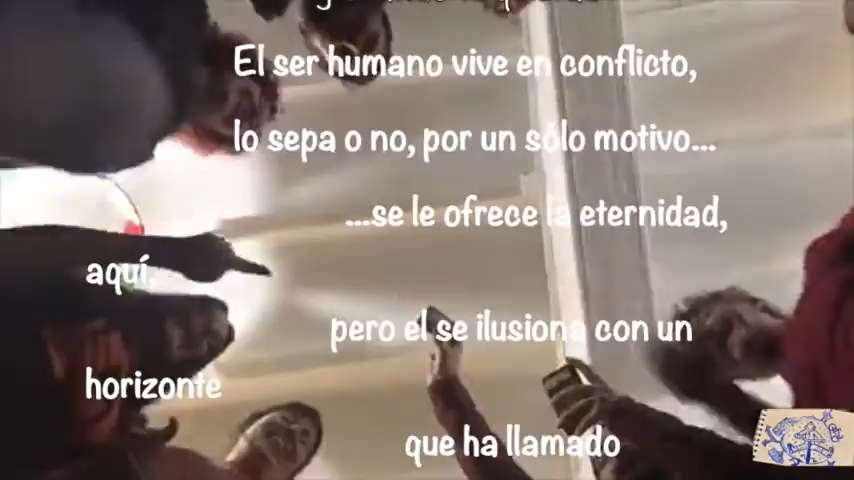 El ser humano vive en conflicto,
lo sepa o no, por un sólo motivo...
...se le ofrece la eternidad,
aquí,
pero el se ilusiona con un
horizonte
que ha llamado